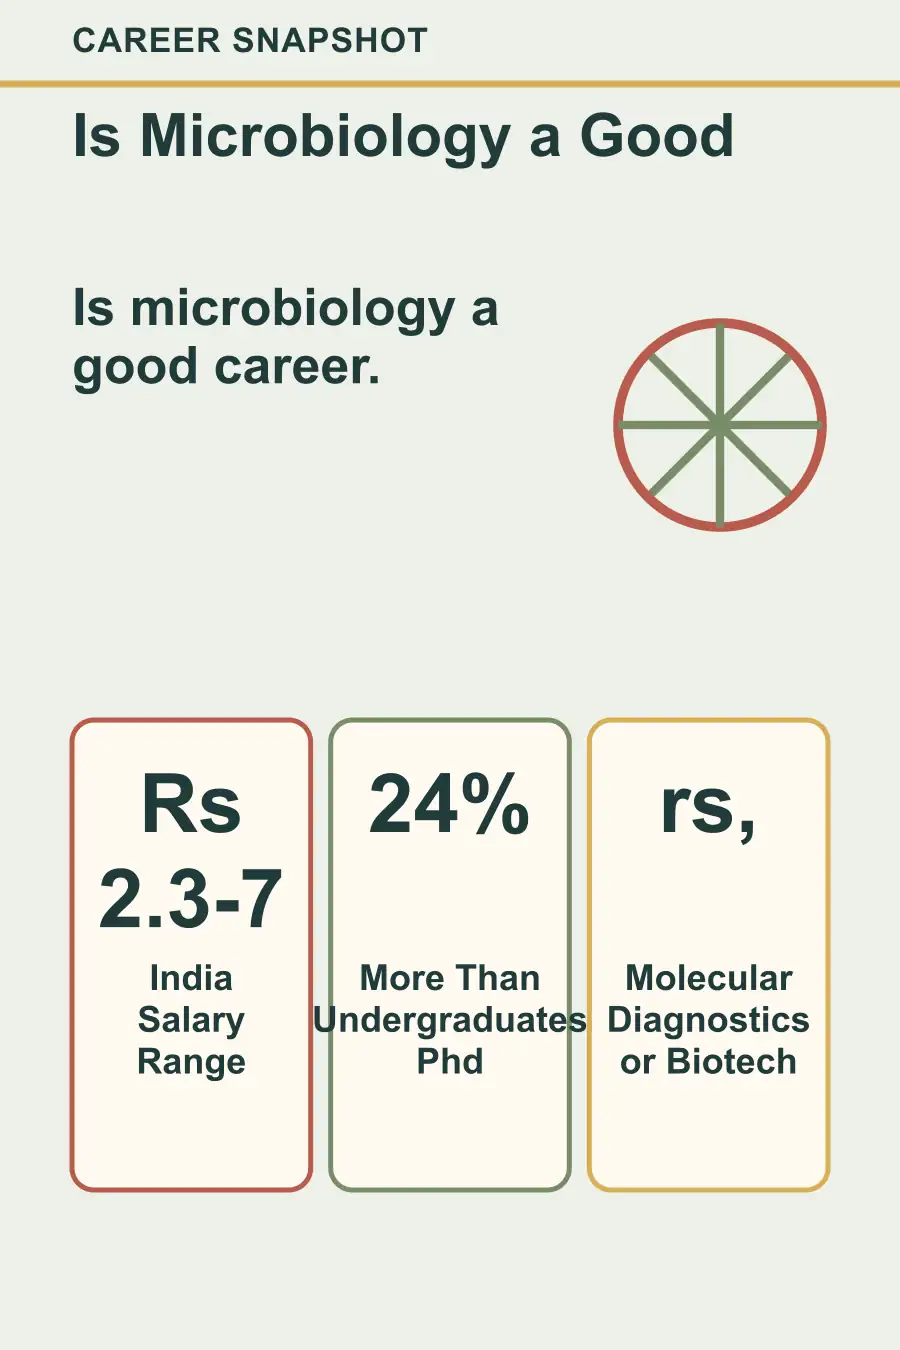 CAREER SNAPSHOT
Is Microbiology a Good
Is microbiology a
good career.
Rs
2.3-7
India
Salary
Range
24%
More Than
Undergraduates
Phd
rs,
Molecular
Diagnostics
or Biotech